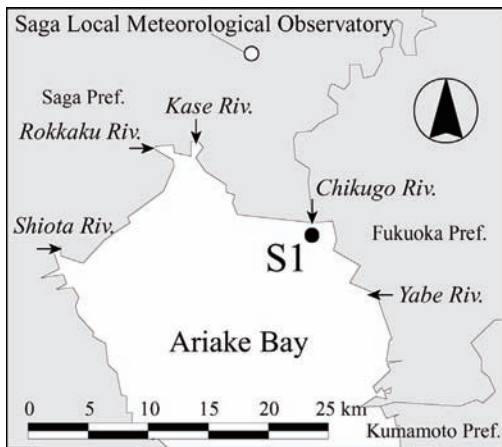 Saga Local Meteorological Observatory
Saga Pref.
Kase Riv.
Rokkaku Riv.
Chikugo Riv.
Shiota Riv.
Fukuoka Pref.
S1
Yabe Riv.
Ariake Bay
0 5 10 15 20 25 km
Kumamoto Pref.